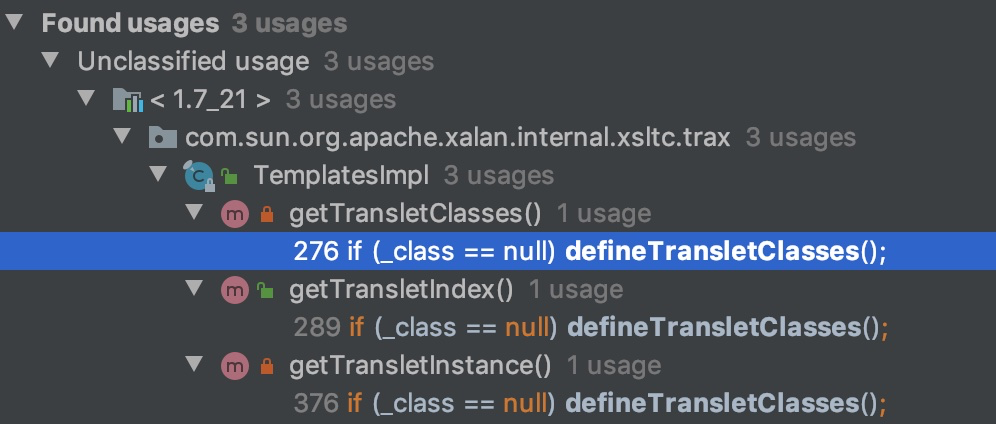 Found usages 3 usages
Unclassified usage 3 usages
< 1.7_21 > 3 usages
com.sun.org.apache.xalan.internal.xsltc.trax 3 usages
C TemplatesImpl 3 usages
m getTransletClasses() 1 usage
276 if (_class == null) defineTransletClasses();
m getTransletIndex() 1 usage
289 if (_class == null) defineTransletClasses();
m getTransletInstance() 1 usage
376 if (_class == null) defineTransletClasses();